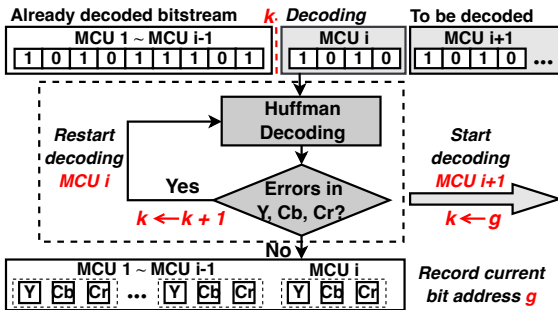 Already decoded bitstream
k
Decoding
To be decoded
MCU 1 ~ MCU i-1
MCU i
MCU i+1
1 0 1 0 1 1 1 0 1
1 0 1 0
1 0 1 0 ...
Huffman
Decoding
Restart
decoding
MCU i
Start
decoding
MCU i+1
Yes
Errors in
Y, Cb, Cr?
k ← k + 1
k ← g
No
MCU 1 ~ MCU i-1
MCU i
Y Cb Cr ... Y Cb Cr
Y Cb Cr
Record current
bit address g